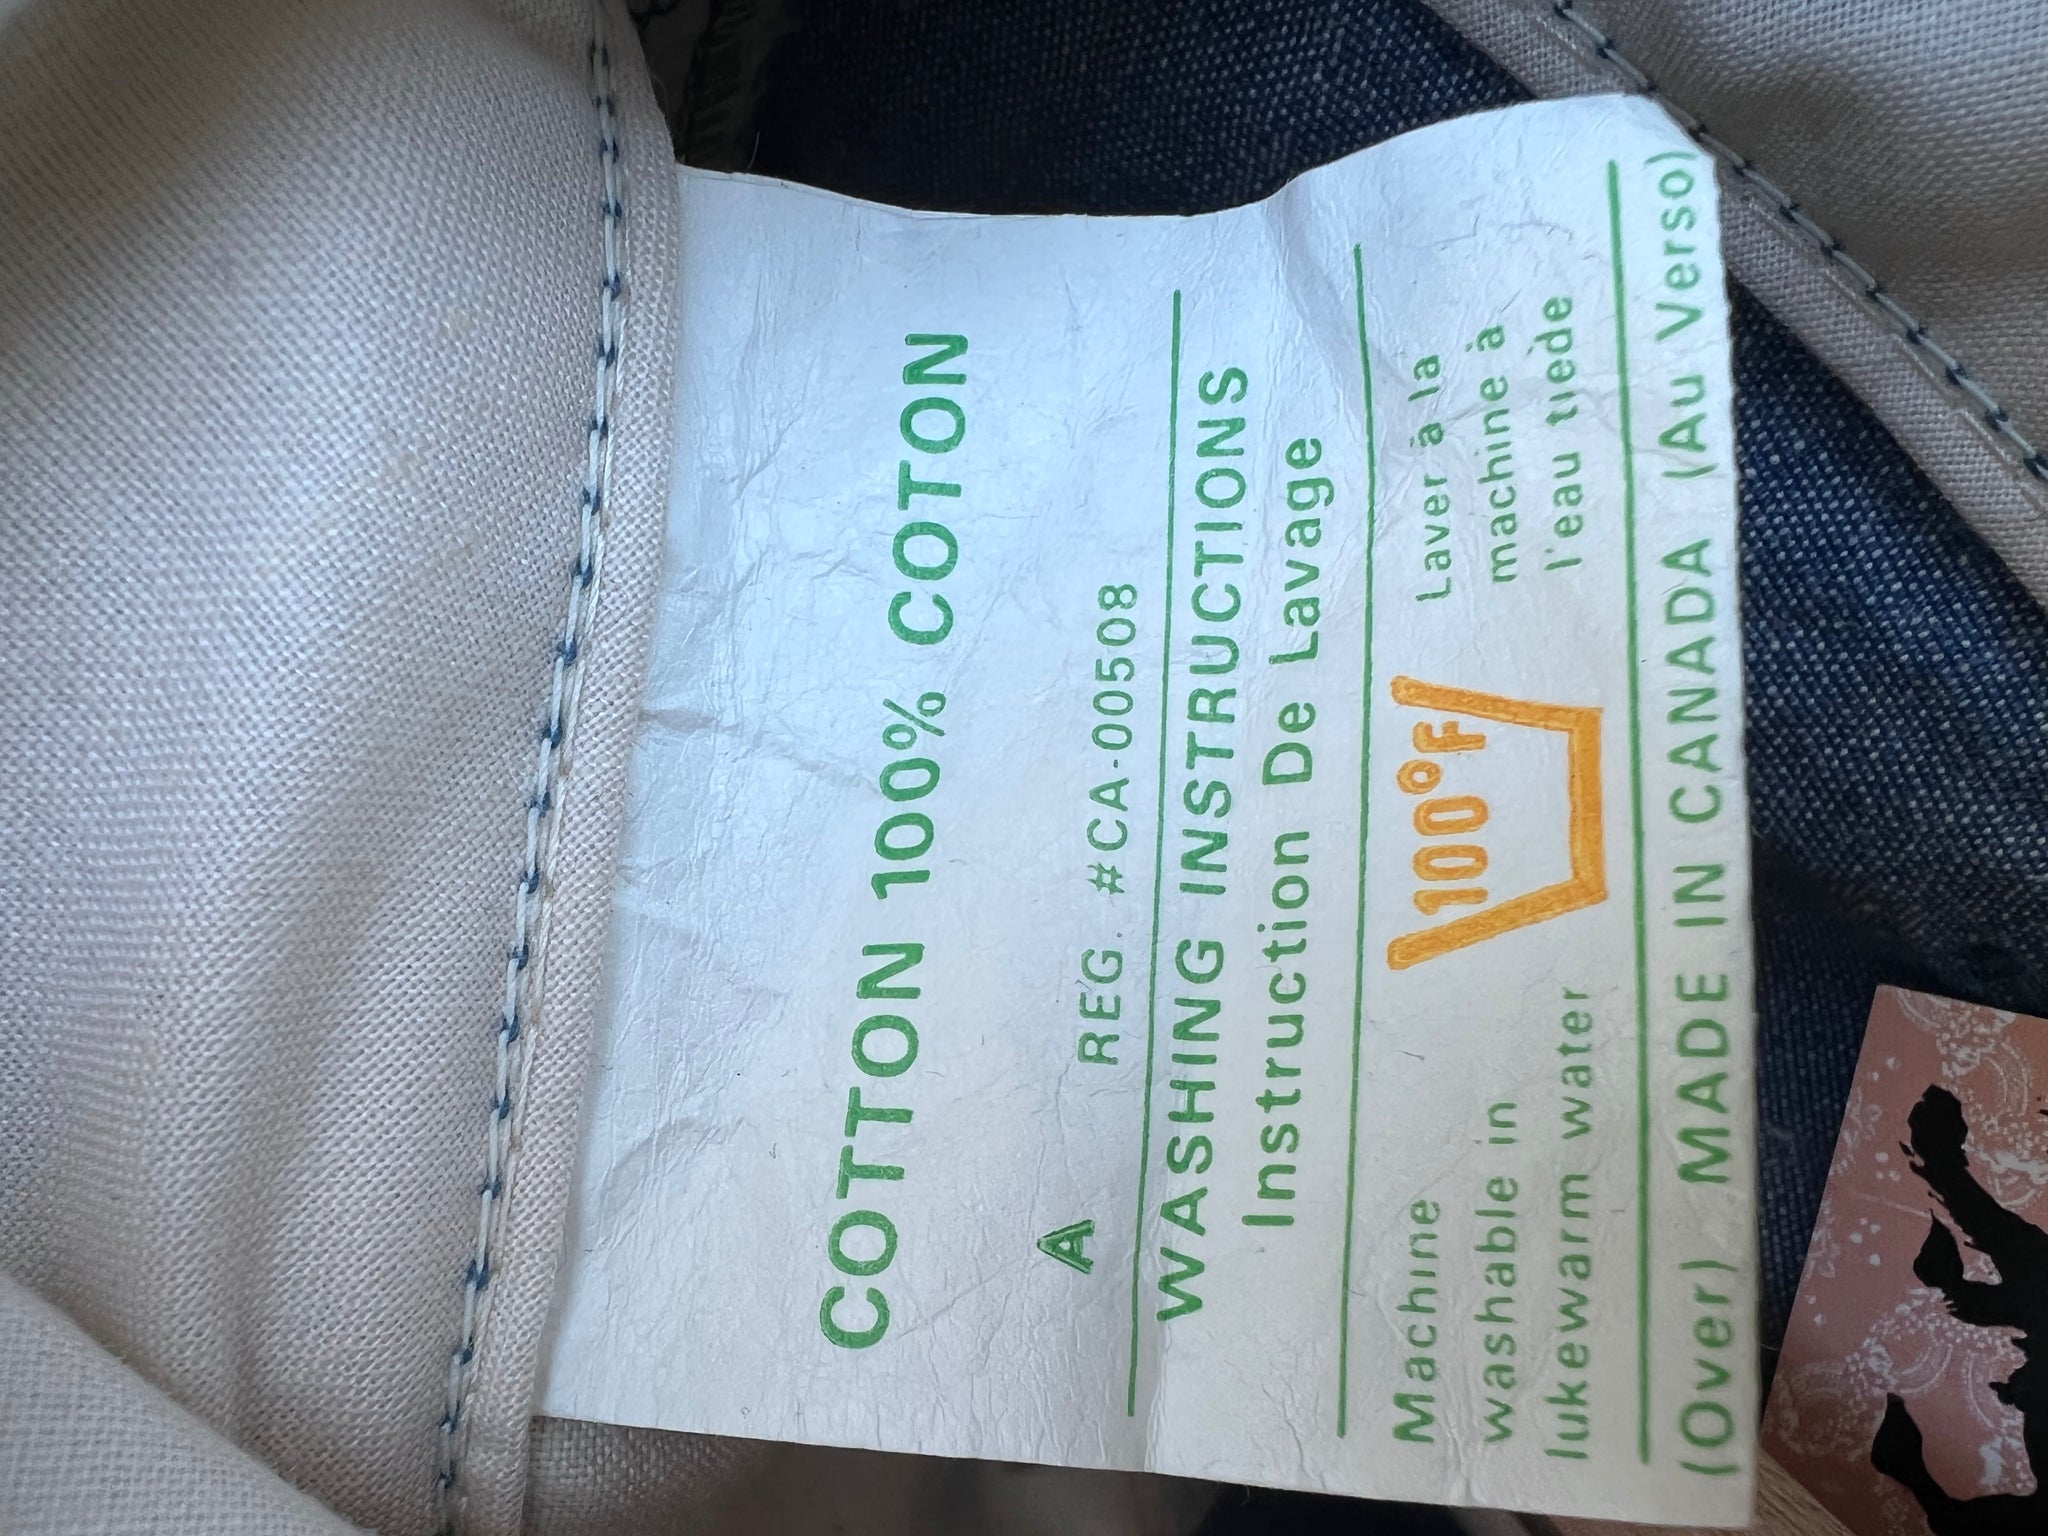 COTTON 100% COTON
A
REG. #CA-00508
WASHING INSTRUCTIONS
Instruction De Lavage
Machine
washable in
lukewarm water
100°F
Laver à la
machine à
l'eau tiède
(Over) MADE IN CANADA (Au Verso)